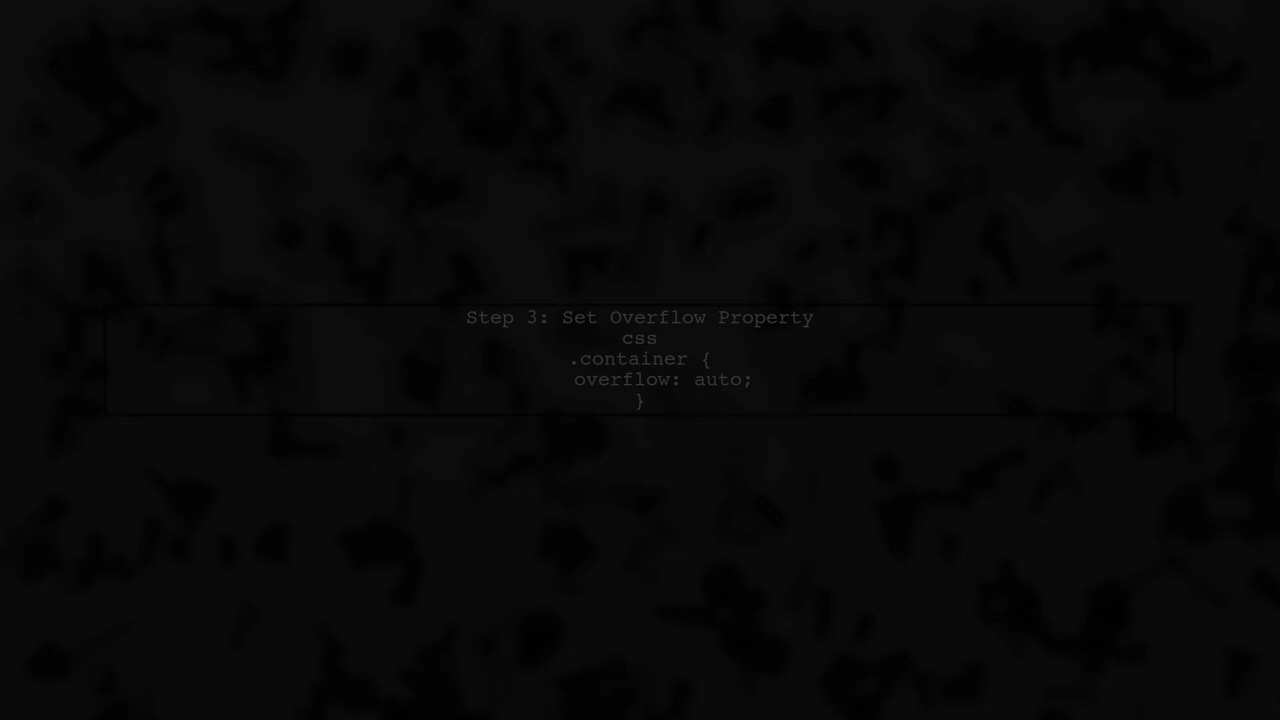 Step 3: Set Overflow Property
css
.container {
overflow: auto;
}